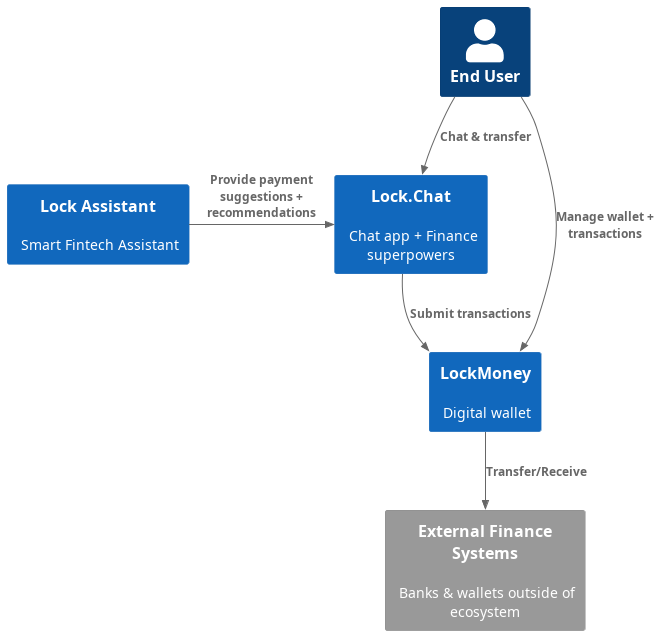 End User
Chat & transfer
Provide payment
suggestions +
recommendations
Lock Assistant
Smart Fintech Assistant
Lock.Chat
Chat app + Finance
superpowers
Manage wallet +
transactions
Submit transactions
LockMoney
Digital wallet
Transfer/Receive
External Finance
Systems
Banks & wallets outside of
ecosystem